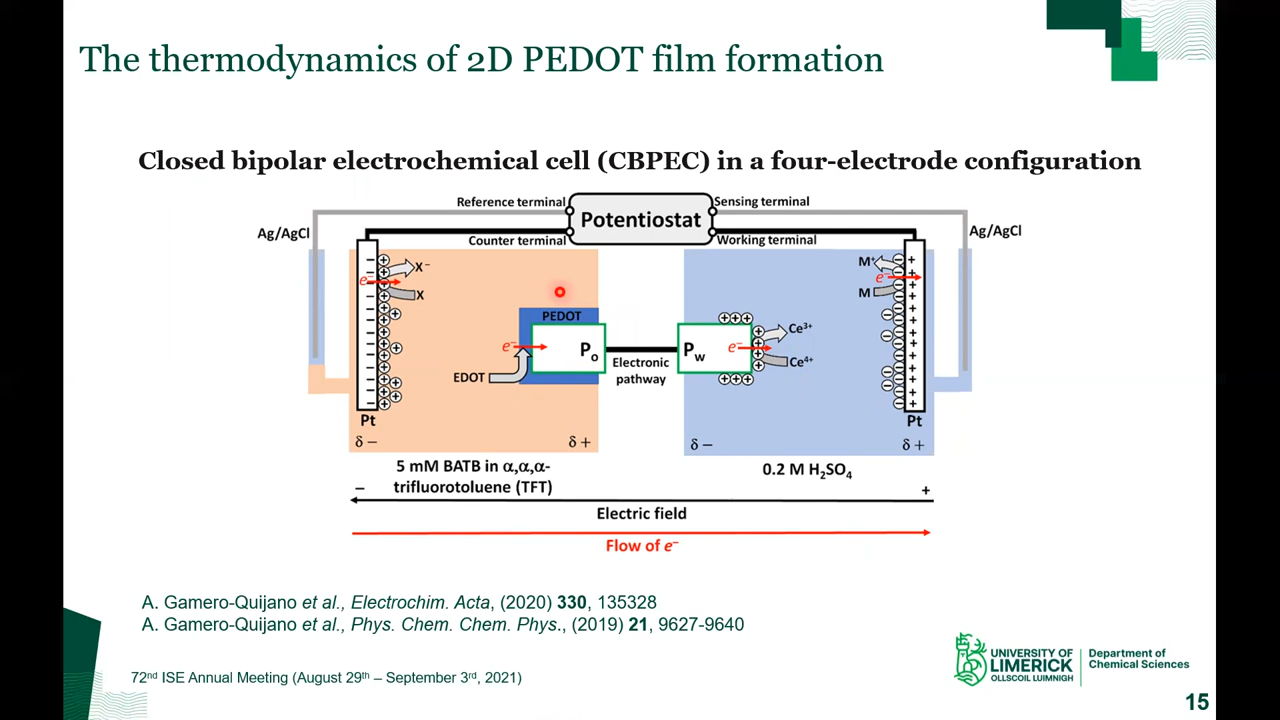 The thermodynamics of 2D PEDOT film formation
Closed bipolar electrochemical cell (CBPEC) in a four-electrode configuration
Reference terminal
Potentiostat
Sensing terminal
Ag/AgCl
Counter terminal
Working terminal
Ag/AgCl
X⁻
e⁻
X
M⁺
e⁻
M
PEDOT
e⁻
Pₒ
EDOT
Electronic
pathway
P_w
e⁻
Ce³⁺
Ce⁴⁺
Pt
Pt
δ −
δ +
δ −
δ +
5 mM BATB in α,α,α-
trifluorotoluene (TFT)
0.2 M H₂SO₄
−
+
Electric field
Flow of e⁻
A. Gamero-Quijano et al., Electrochim. Acta, (2020) 330, 135328
A. Gamero-Quijano et al., Phys. Chem. Chem. Phys., (2019) 21, 9627-9640
72nd ISE Annual Meeting (August 29th – September 3rd, 2021)
UNIVERSITY OF
LIMERICK
OLLSCOIL LUIMNIGH
Department of
Chemical Sciences
15